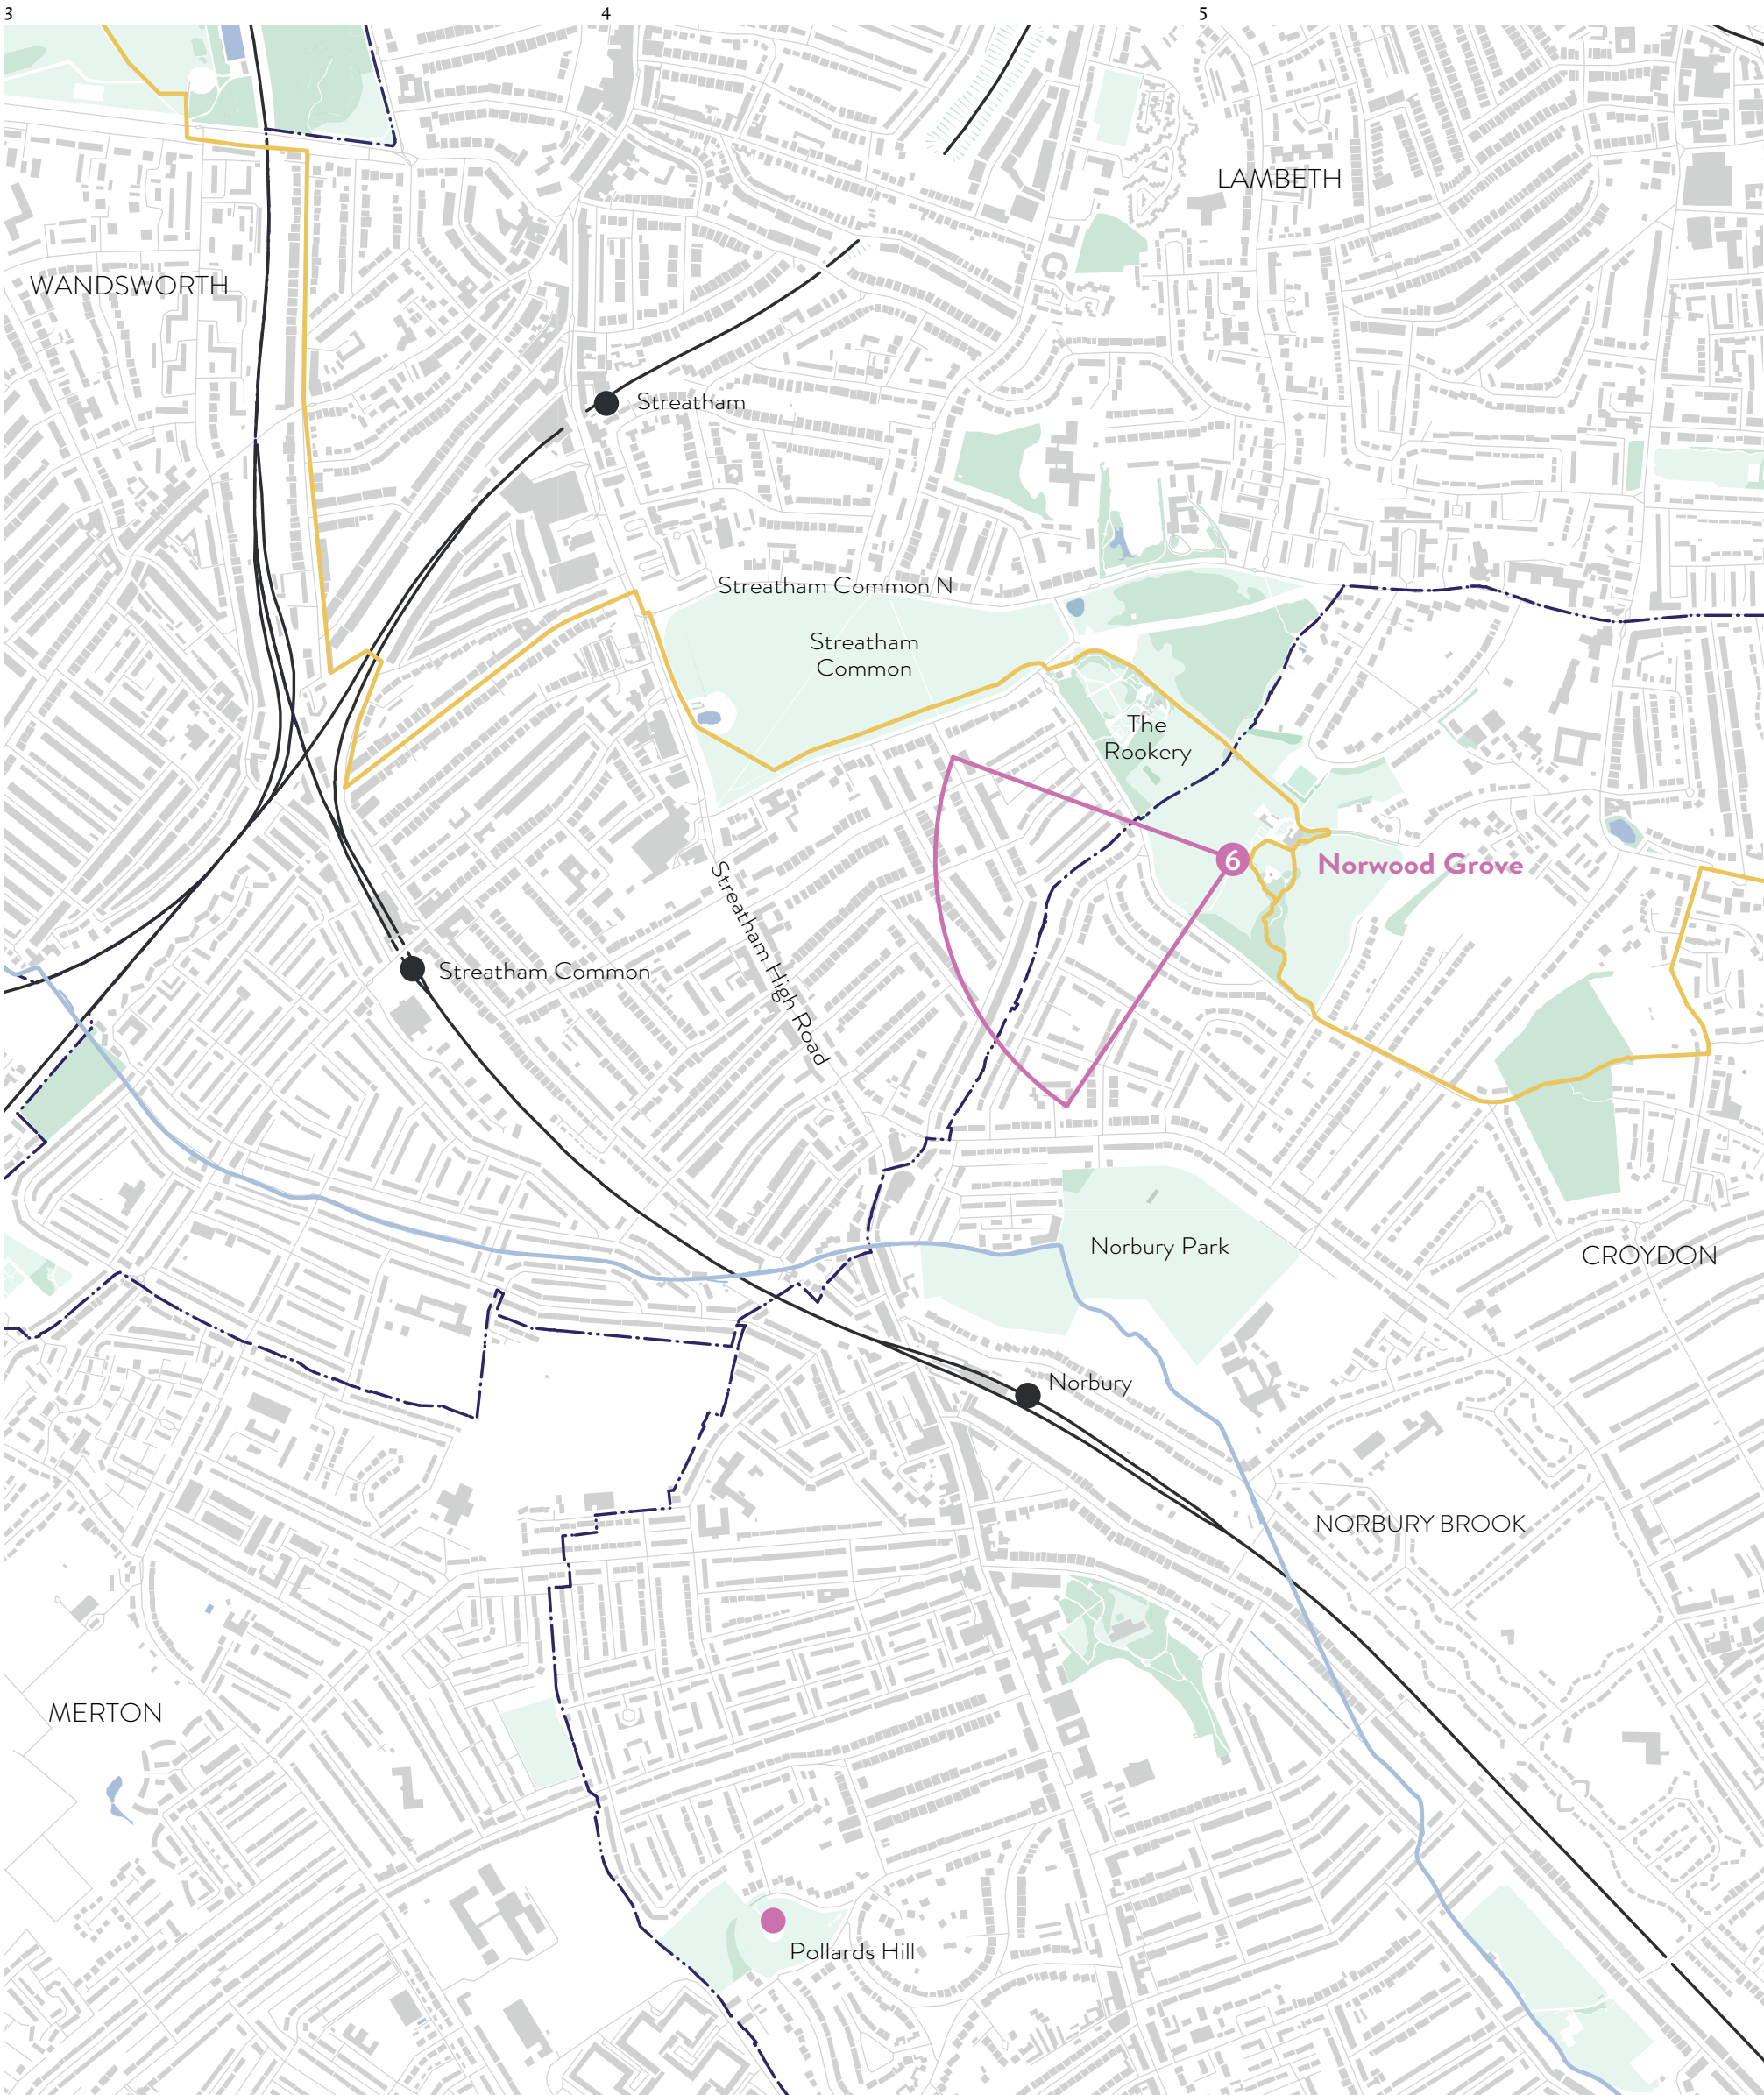 3 4 5
LAMBETH
WANDSWORTH
Streatham
Streatham Common N
Streatham
Common
The
Rookery
6 Norwood Grove
Streatham High Road
Streatham Common
Norbury Park
CROYDON
Norbury
NORBURY BROOK
MERTON
Pollards Hill